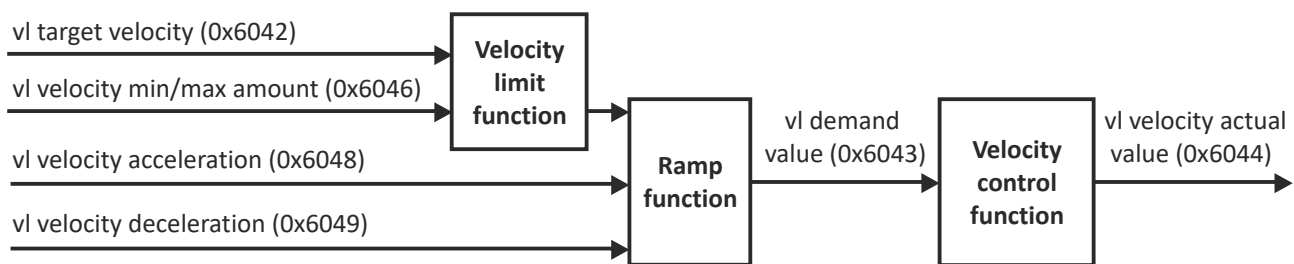 vl target velocity (0x6042)
vl velocity min/max amount (0x6046)
Velocity
limit
function
vl velocity acceleration (0x6048)
vl velocity deceleration (0x6049)
Ramp
function
vl demand
value (0x6043)
Velocity
control
function
vl velocity actual
value (0x6044)